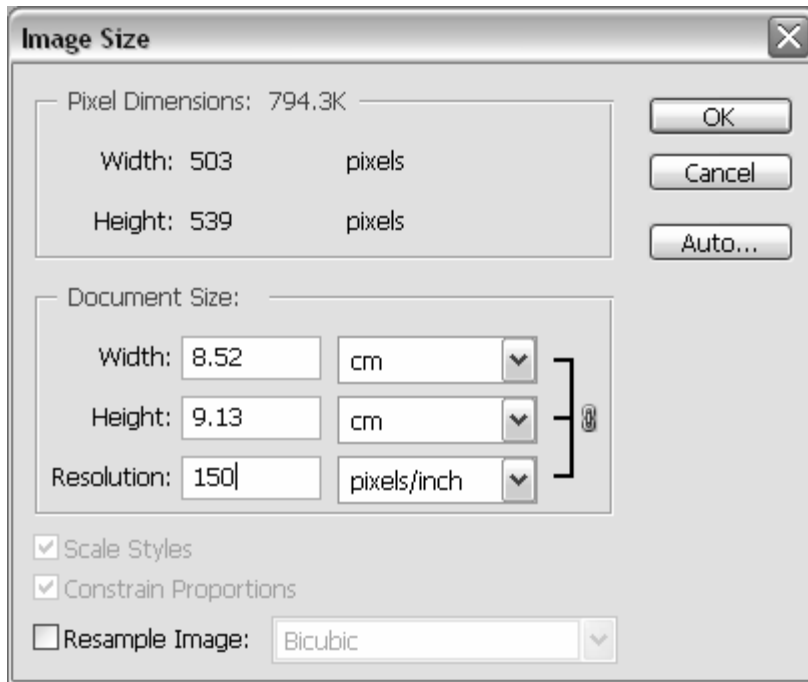 Image Size
Pixel Dimensions: 794.3K
OK
Width: 503 pixels
Cancel
Height: 539 pixels
Auto...
Document Size:
Width: 8.52 cm
Height: 9.13 cm
Resolution: 150 pixels/inch
Scale Styles
Constrain Proportions
Resample Image: Bicubic